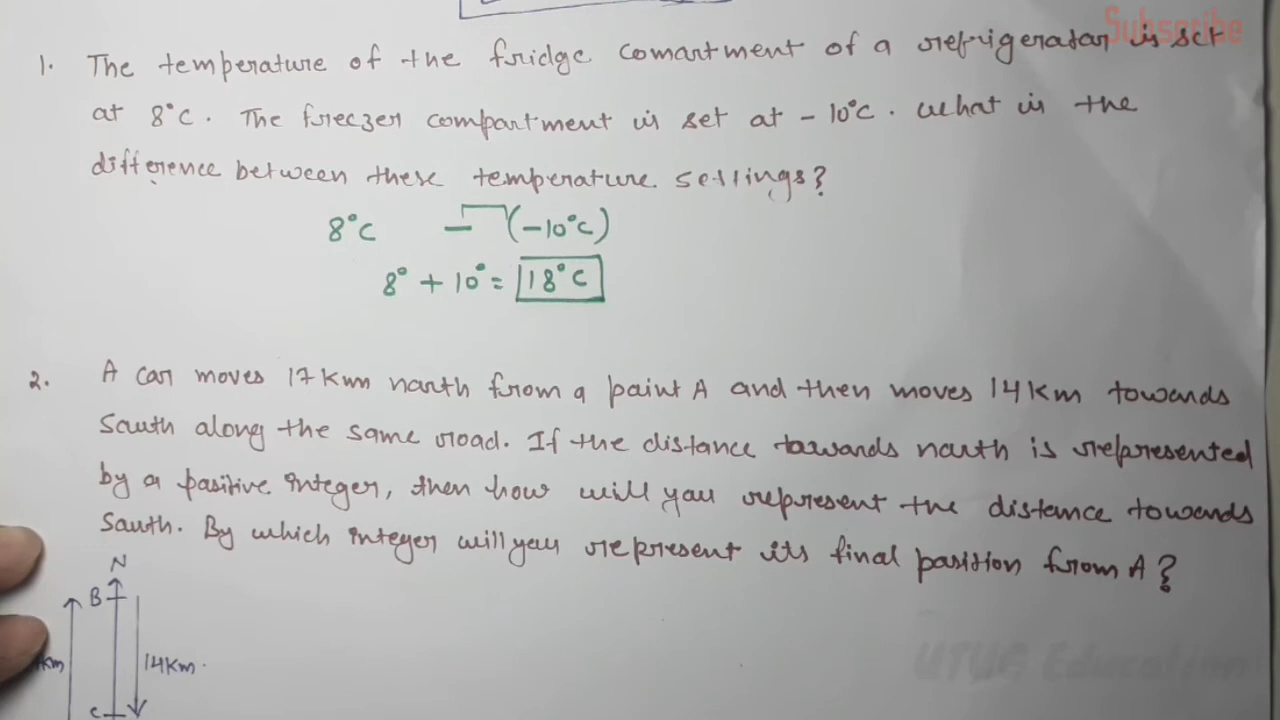 Subscribe
1. The temperature of the fridge comartment of a refrigerator is set
at 8°C. The freezer compartment is set at -10°C. What is the
difference between these temperature settings?
8°C - (-10°C)
8° + 10° = 18°C
2. A car moves 17 Km north from a point A and then moves 14 Km towards
South along the same road. If the distance towards north is represented
by a positive integer, then how will you represent the distance towards
South. By which integer will you represent its final position from A?
N
B
km
14Km.
C
UTUC Education